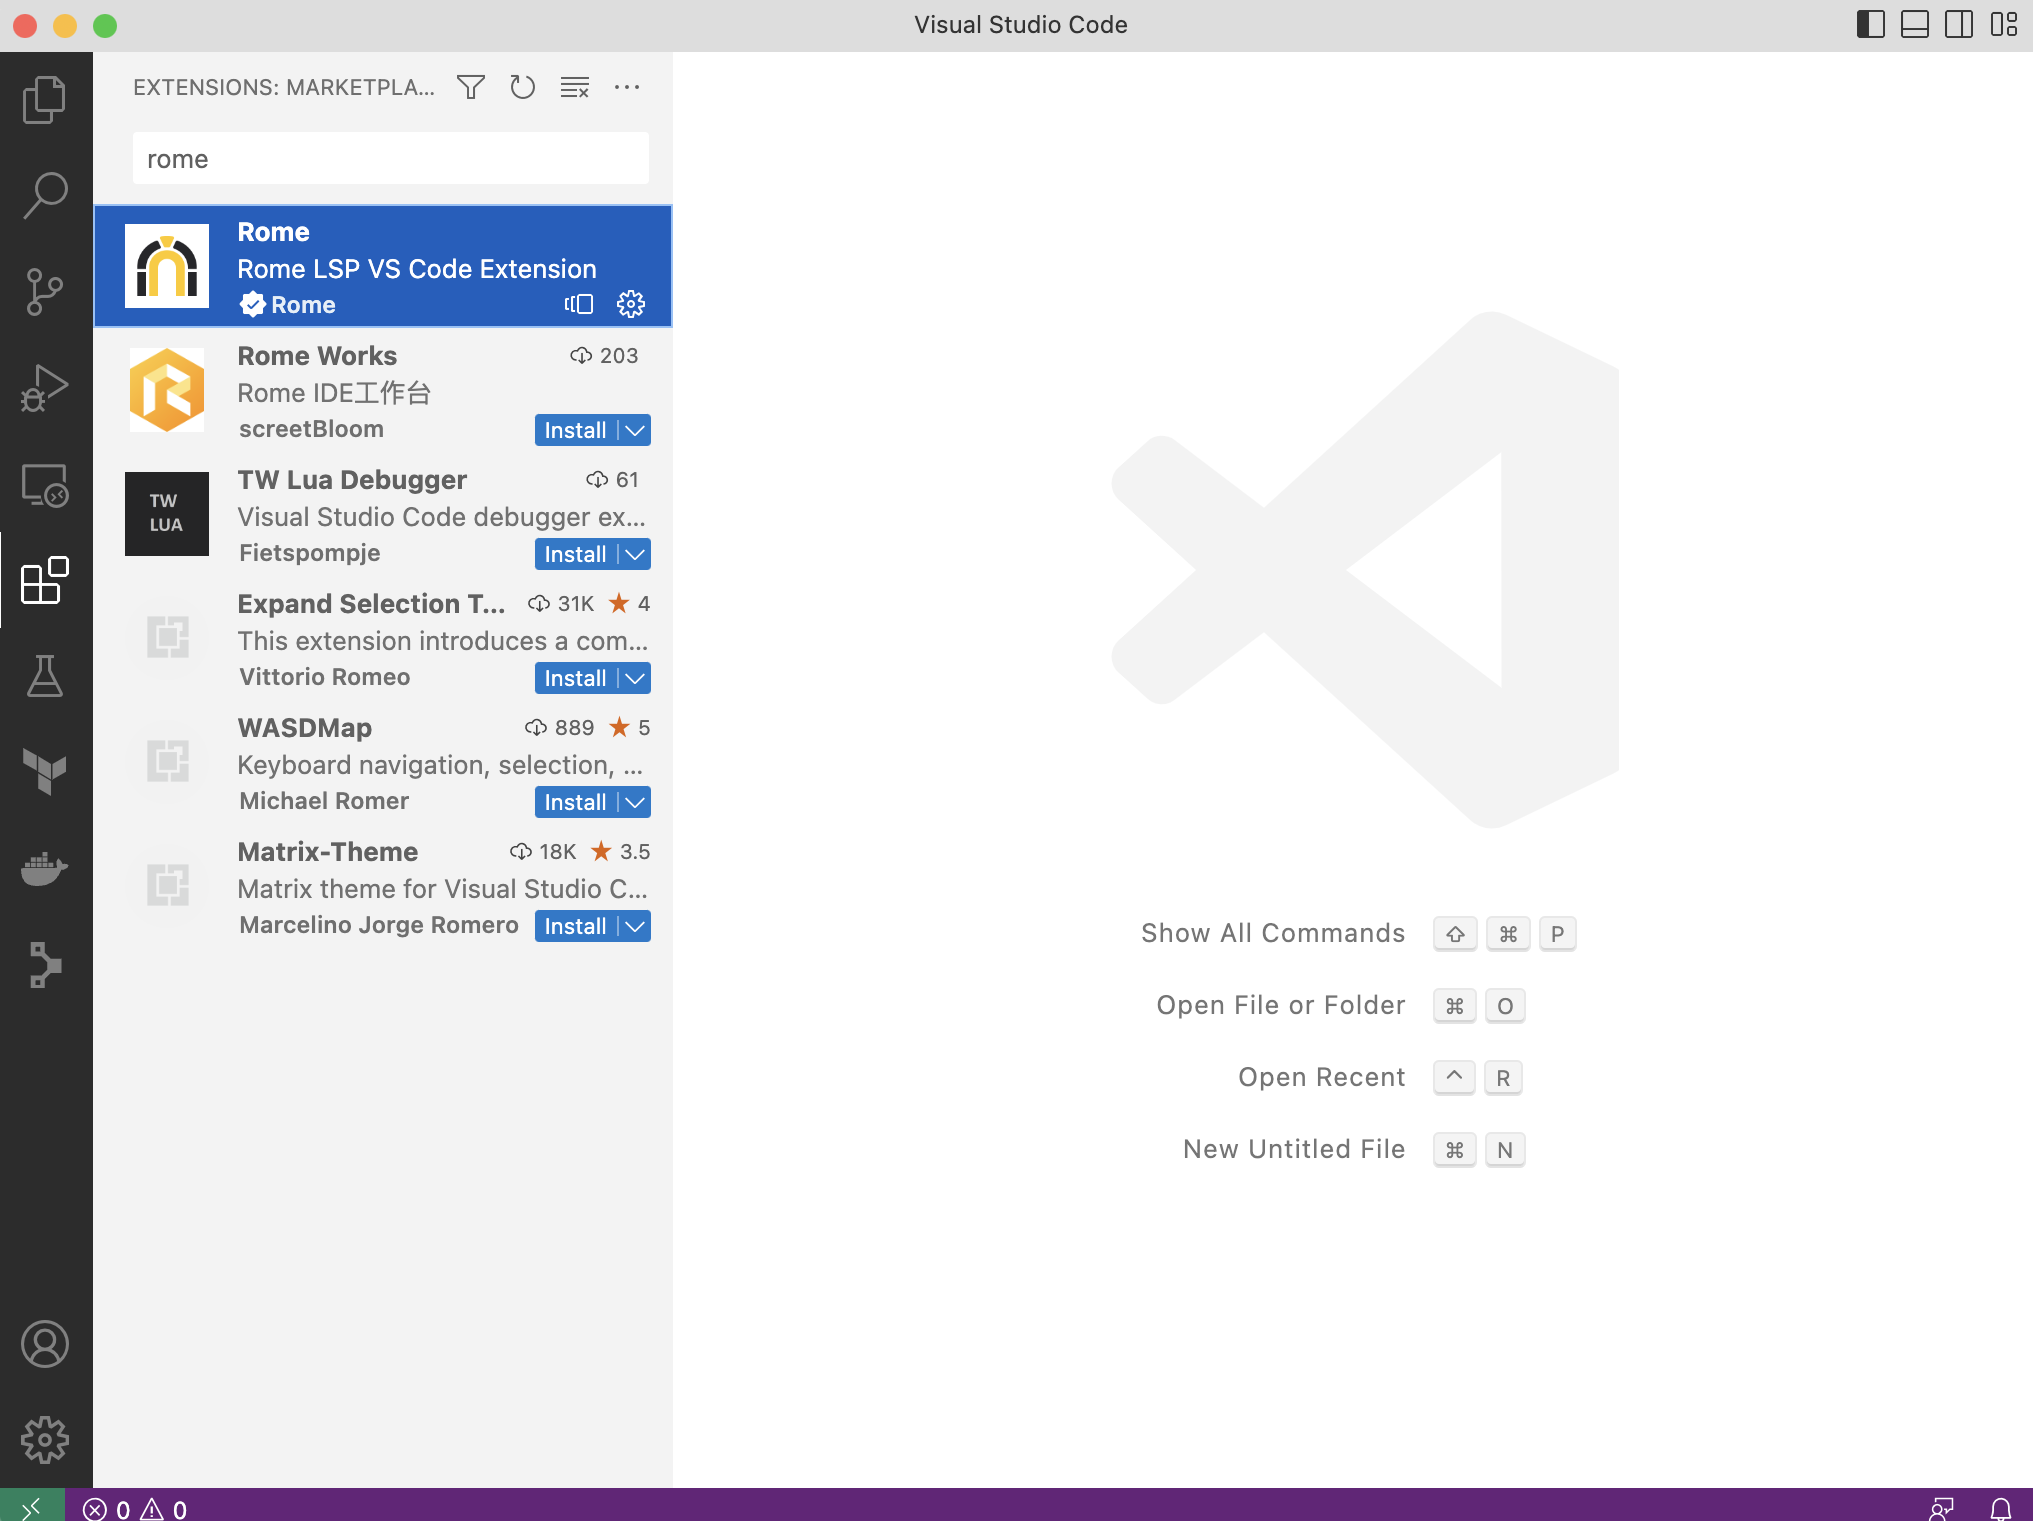 Visual Studio Code
EXTENSIONS: MARKETPLA...
rome
Rome
Rome LSP VS Code Extension
Rome
Rome Works 203
Rome IDE工作台
screetBloom Install
TW LUA
TW Lua Debugger 61
Visual Studio Code debugger ex...
Fietspompje Install
Expand Selection T... 31K ★ 4
This extension introduces a com...
Vittorio Romeo Install
WASDMap 889 ★ 5
Keyboard navigation, selection, ...
Michael Romer Install
Matrix-Theme 18K ★ 3.5
Matrix theme for Visual Studio C...
Marcelino Jorge Romero Install
Show All Commands ⇧ ⌘ P
Open File or Folder ⌘ O
Open Recent ^ R
New Untitled File ⌘ N
0 0